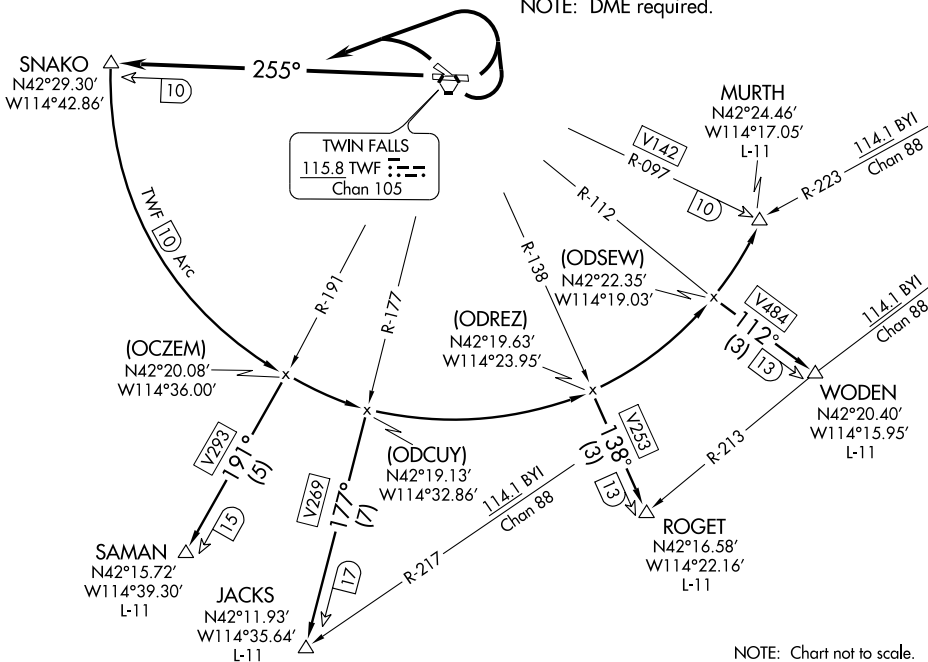 NOTE: DME required.
SNAKO
N42°29.30'
W114°42.86'
10
255°
TWIN FALLS
115.8 TWF
Chan 105
MURTH
N42°24.46'
W114°17.05'
L-11
114.1 BYI
Chan 88
R-223
V142
R-097
10
R-112
(ODSEW)
N42°22.35'
W114°19.03'
TWF 10 Arc
R-191
R-177
R-138
(ODREZ)
N42°19.63'
W114°23.95'
V484
112°
(3)
13
114.1 BYI
Chan 88
(OCZEM)
N42°20.08'
W114°36.00'
WODEN
N42°20.40'
W114°15.95'
L-11
R-213
V293
191°
(5)
15
(ODCUY)
N42°19.13'
W114°32.86'
V253
138°
(3)
13
V269
177°
(7)
17
114.1 BYI
Chan 88
R-217
ROGET
N42°16.58'
W114°22.16'
L-11
SAMAN
N42°15.72'
W114°39.30'
L-11
JACKS
N42°11.93'
W114°35.64'
L-11
NOTE: Chart not to scale.